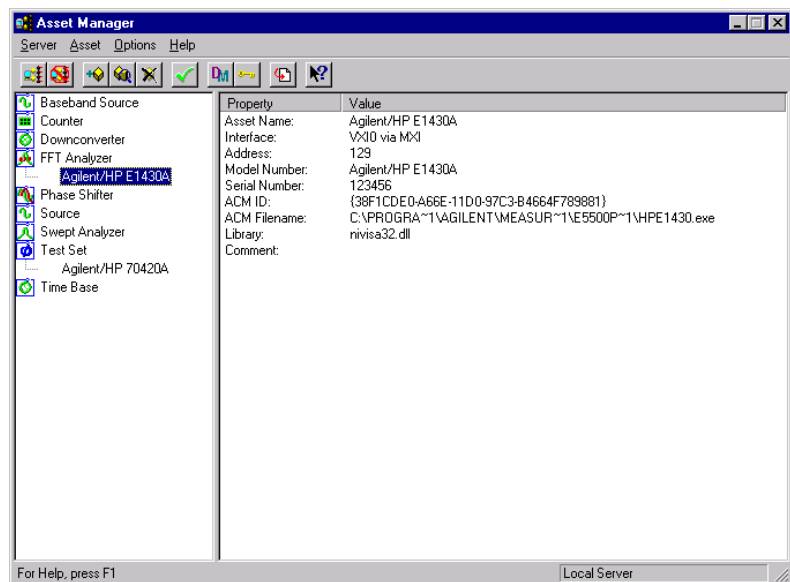 Asset Manager
Server Asset Options Help
Baseband Source
Counter
Downconverter
FFT Analyzer
Agilent/HP E1430A
Phase Shifter
Source
Swept Analyzer
Test Set
Agilent/HP 70420A
Time Base
Property Value
Asset Name: Agilent/HP E1430A
Interface: VXI0 via MXI
Address: 129
Model Number: Agilent/HP E1430A
Serial Number: 123456
ACM ID: {38F1CDE0-A66E-11D0-97C3-B4664F789881}
ACM Filename: C:\PROGRA~1\AGILENT\MEASUR~1\E5500P~1\HPE1430.exe
Library: nivisa32.dll
Comment:
For Help, press F1 Local Server